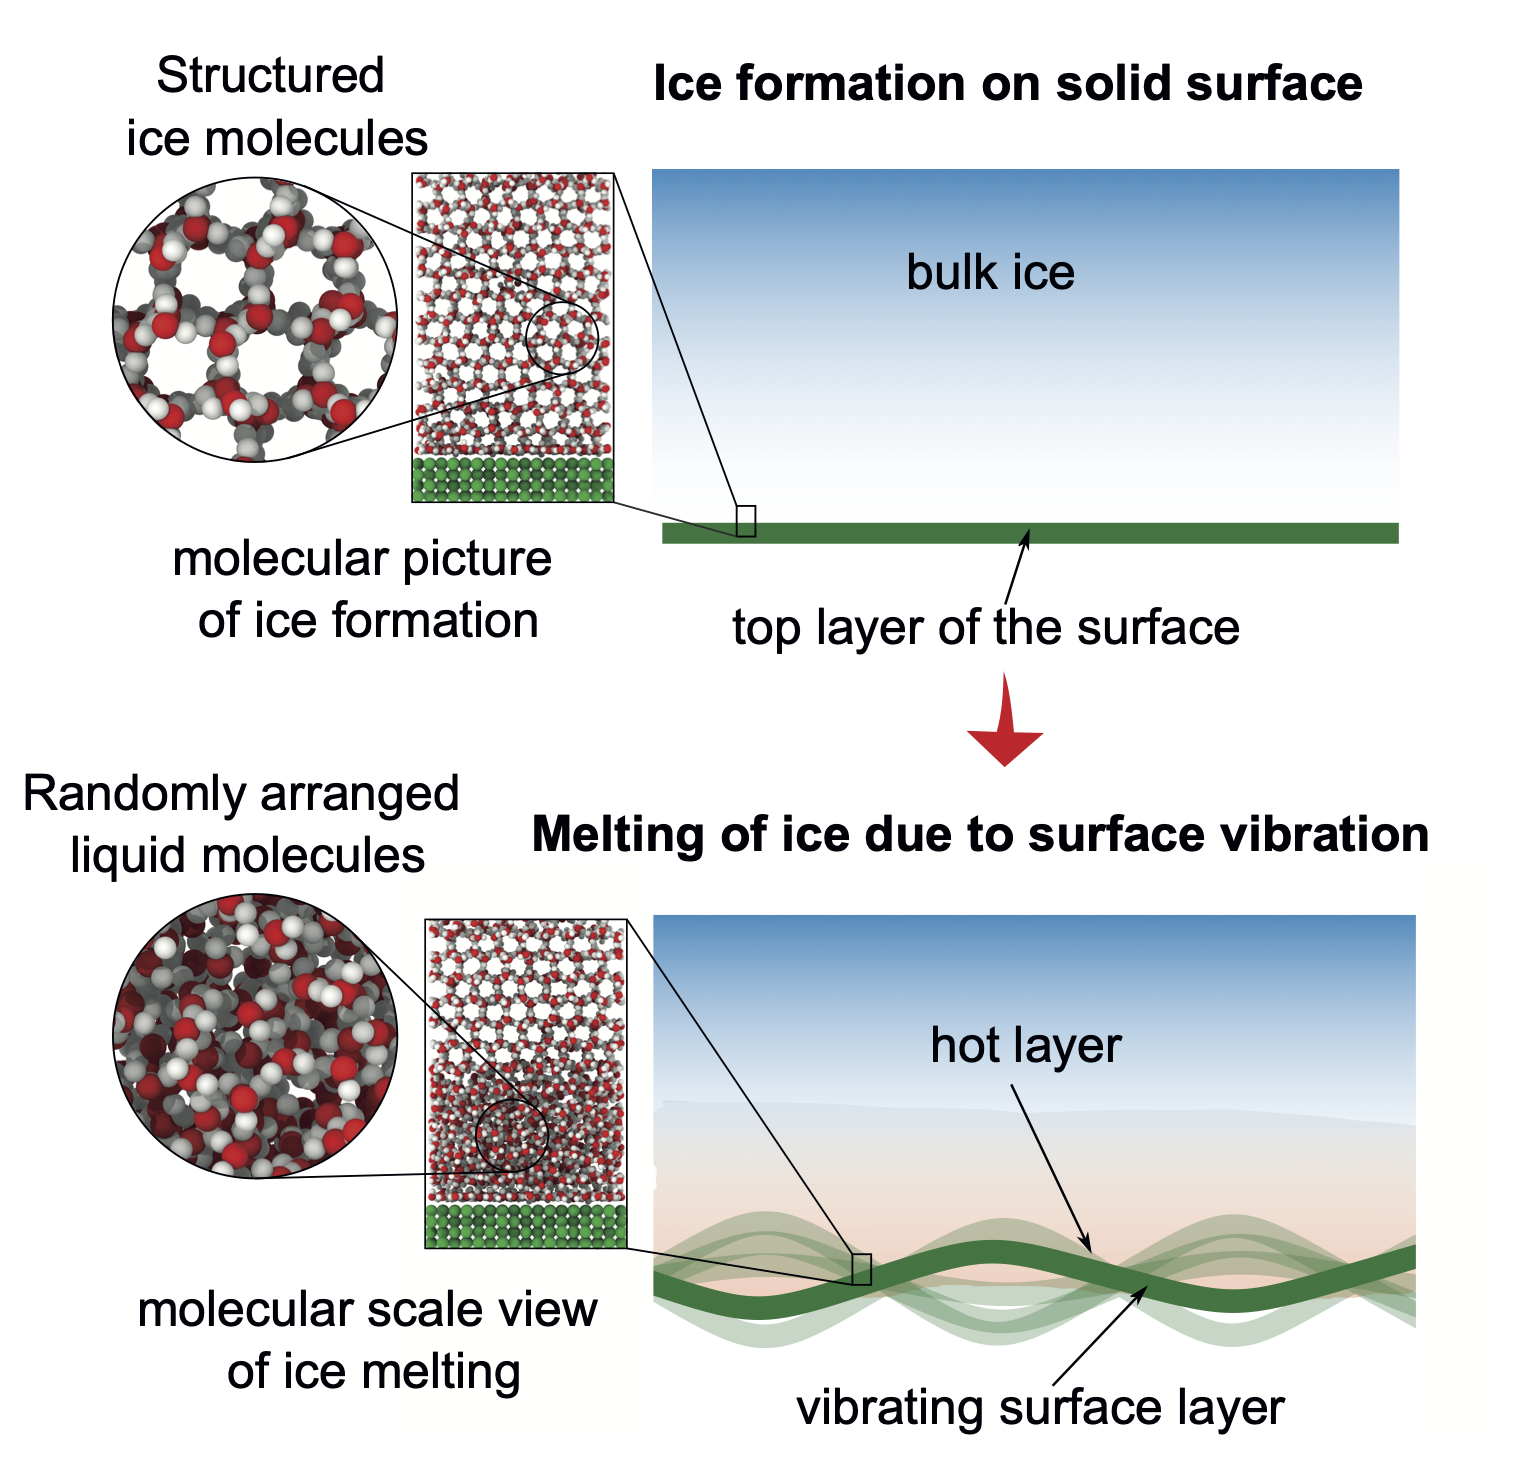 Structured
ice molecules
Ice formation on solid surface
bulk ice
molecular picture
of ice formation
top layer of the surface
Randomly arranged
liquid molecules
Melting of ice due to surface vibration
hot layer
molecular scale view
of ice melting
vibrating surface layer